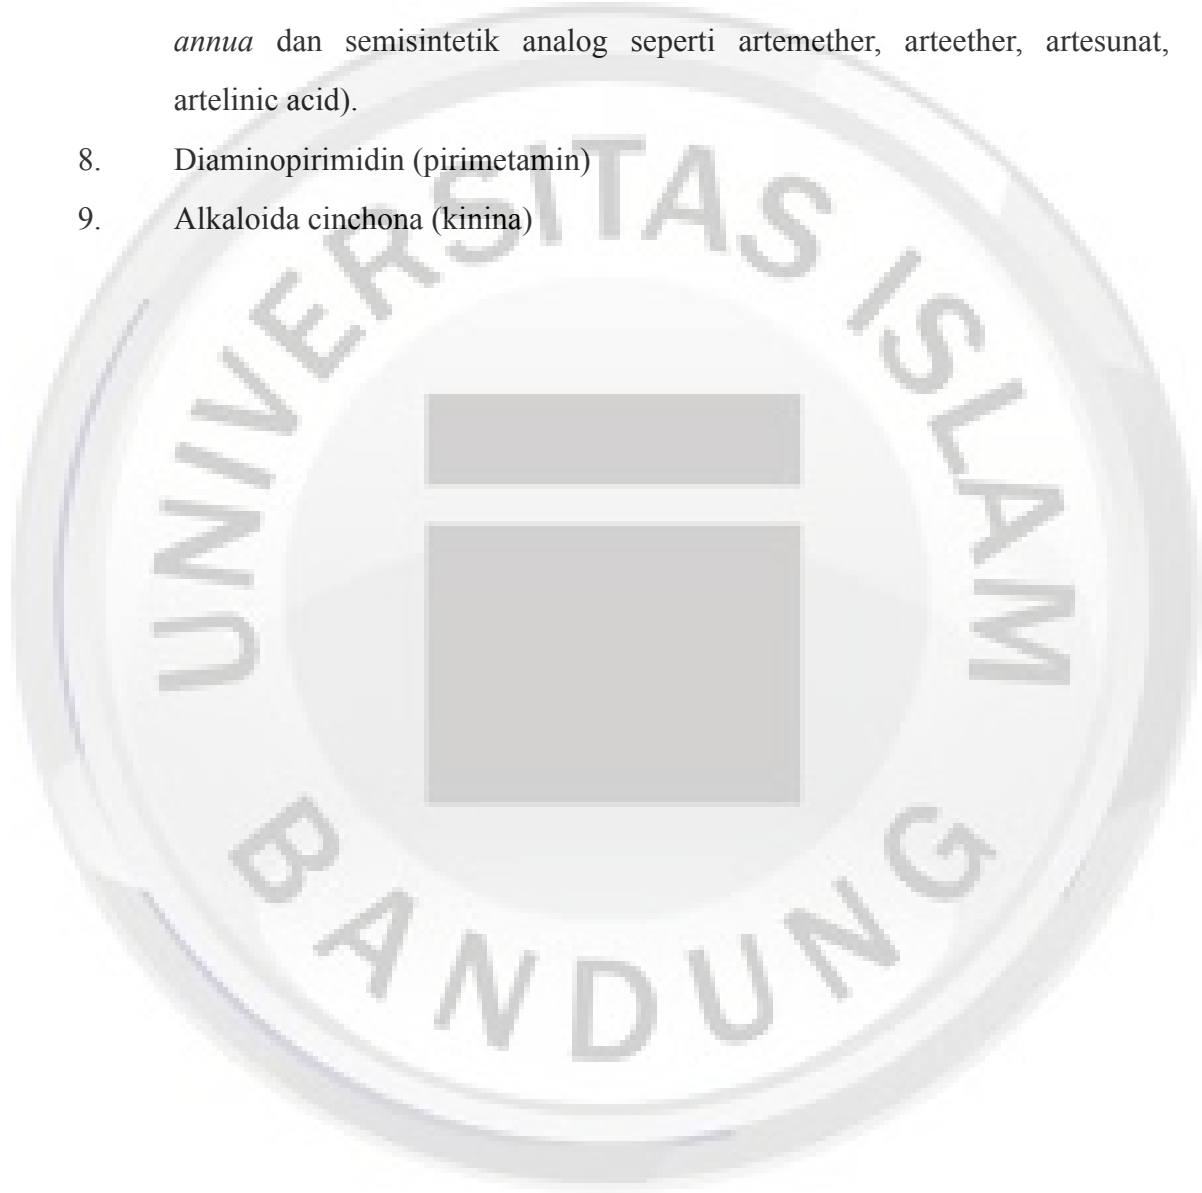 annua dan semisintetik analog seperti artemether, arteether, artesunat,
artelinic acid).
8. Diaminopirimidin (pirimetamin)
9. Alkaloida cinchona (kinina)
UNIVERSITAS ISLAM
BANDUNG